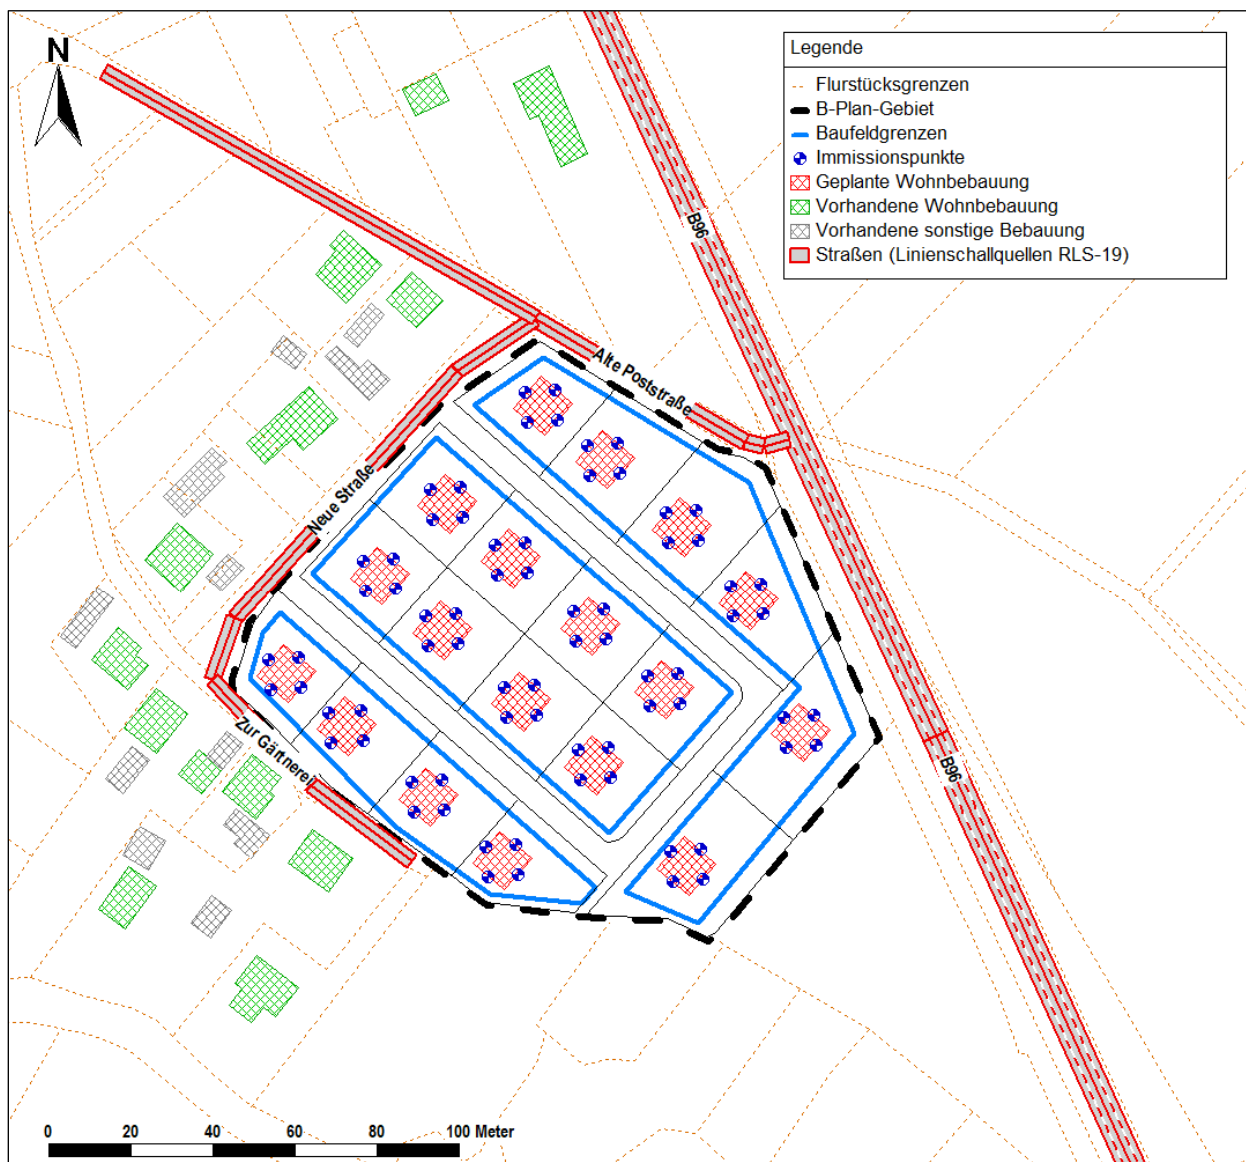 N
Legende
Flurstücksgrenzen
B-Plan-Gebiet
Baufeldgrenzen
Immissionspunkte
Geplante Wohnbebauung
Vorhandene Wohnbebauung
Vorhandene sonstige Bebauung
Straßen (Linienschallquellen RLS-19)
B96
Alte Poststraße
Neue Straße
Zur Gärtnerei
B96
0 20 40 60 80 100 Meter